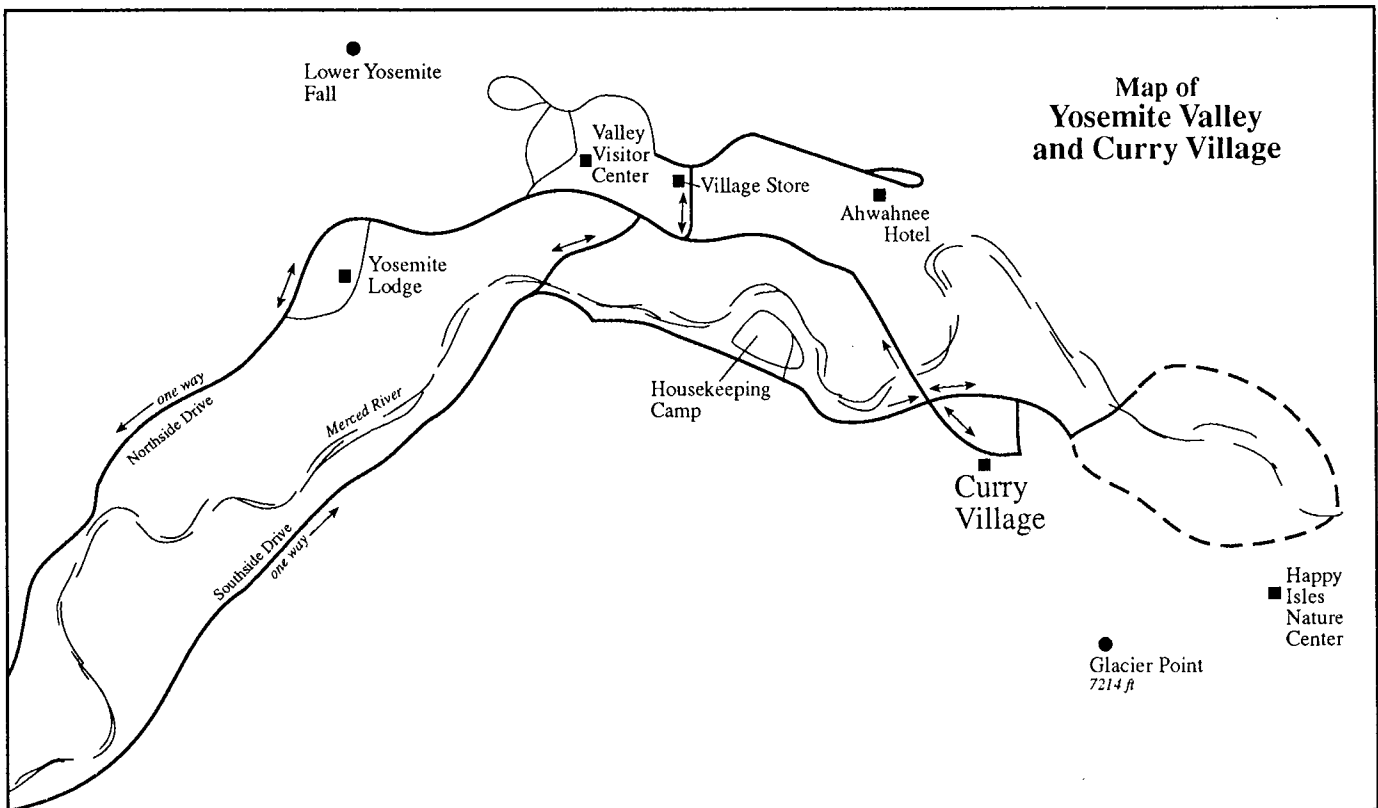 Map of
Yosemite Valley
and Curry Village
Lower Yosemite
Fall
Valley
Visitor
Center
Village Store
Ahwahnee
Hotel
Yosemite
Lodge
one way
Northside Drive
Merced River
Housekeeping
Camp
Southside Drive
one way
Curry
Village
Happy
Isles
Nature
Center
Glacier Point
7214 ft